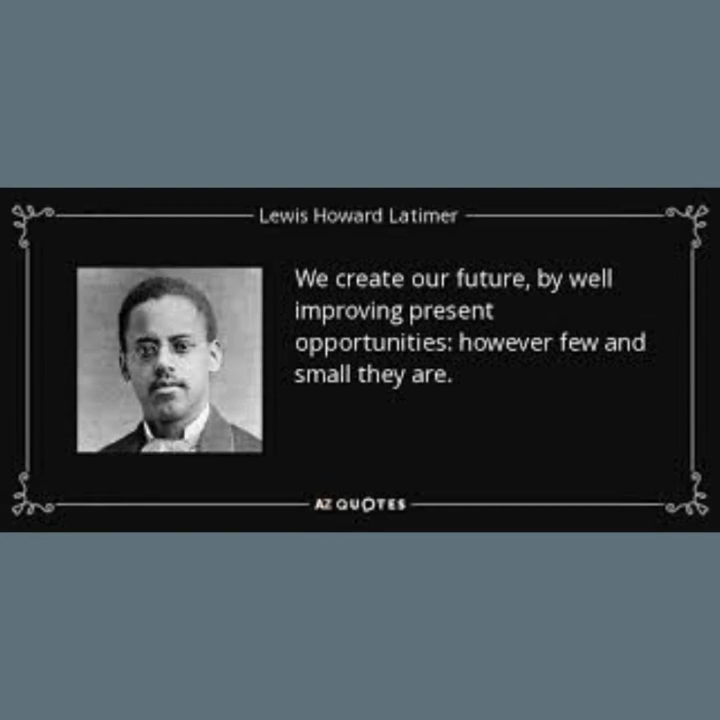 Lewis Howard Latimer
We create our future, by well
improving present
opportunities: however few and
small they are.
AZ QUOTES